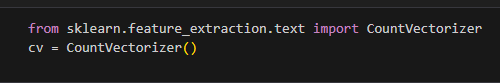 from sklearn.feature_extraction.text import CountVectorizer
cv = CountVectorizer()